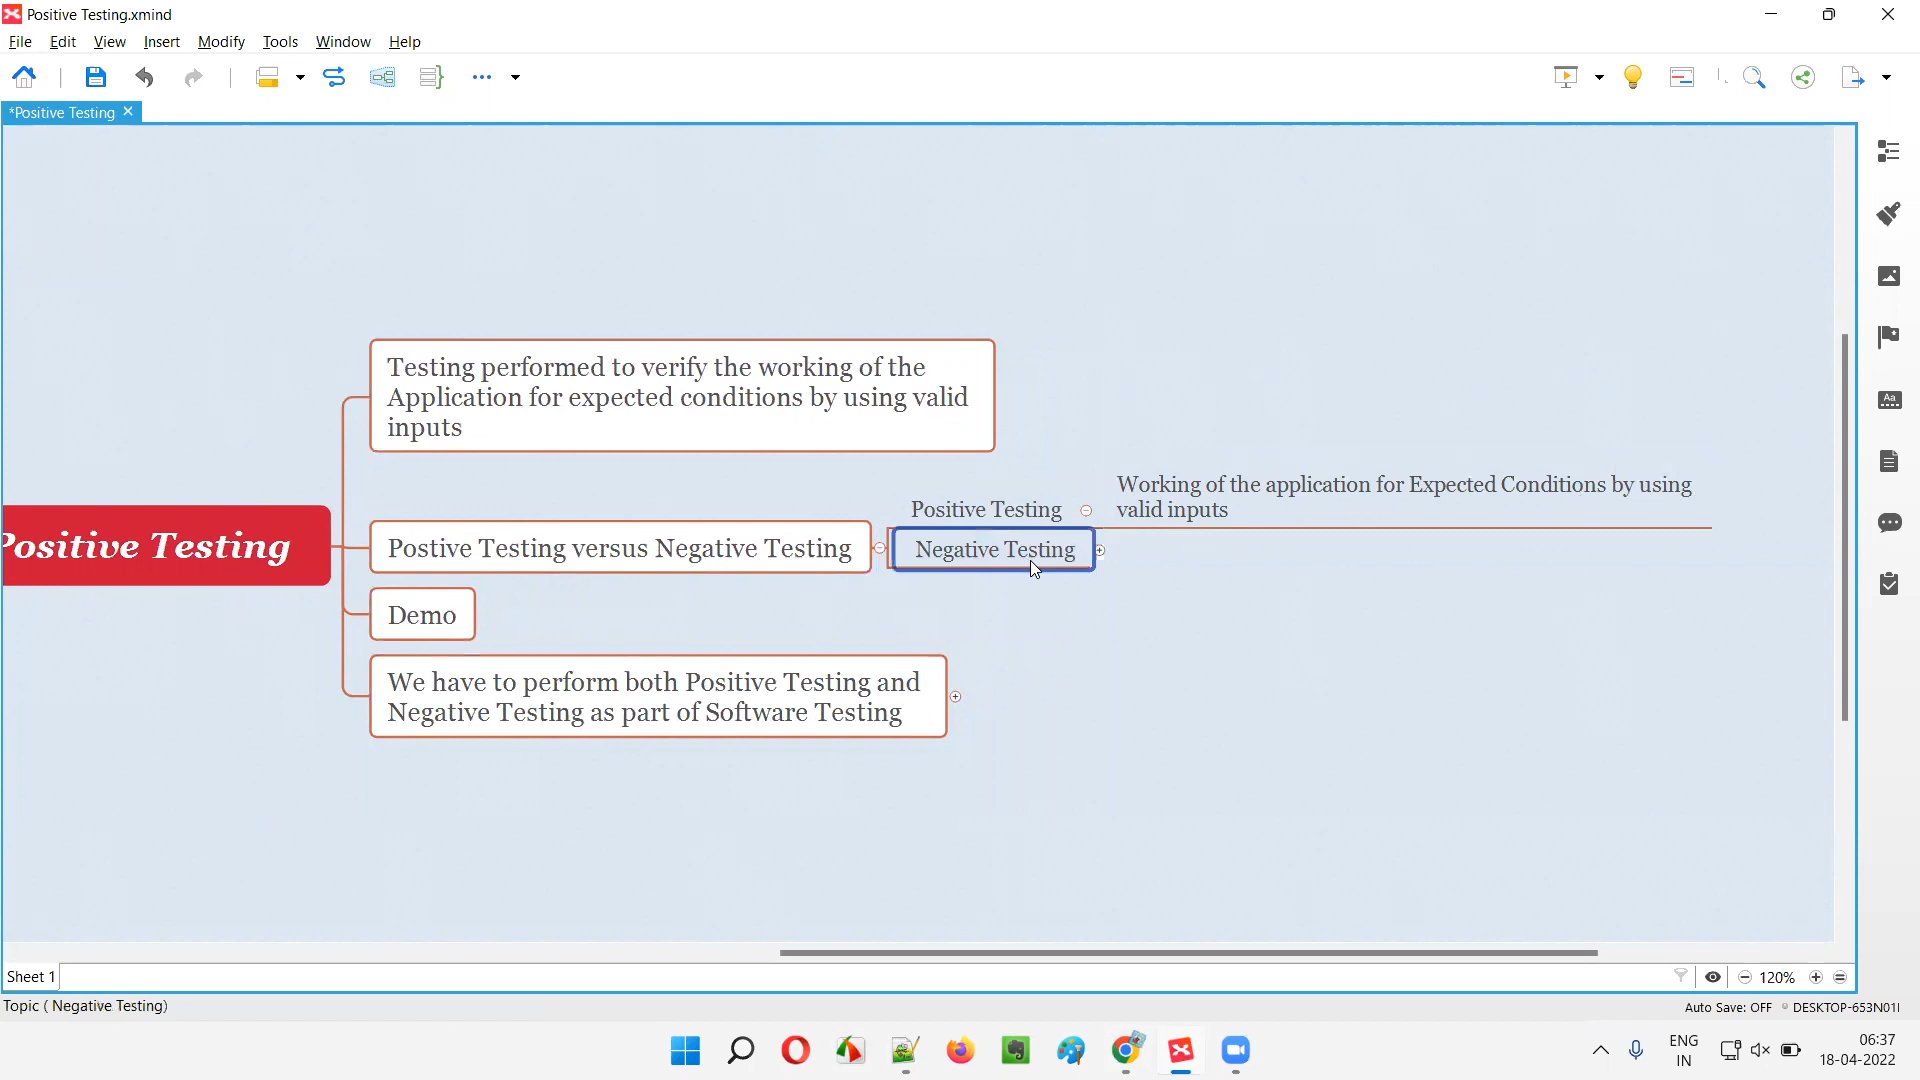 Positive Testing.xmind
File Edit View Insert Modify Tools Window Help
*Positive Testing
Testing performed to verify the working of the
Application for expected conditions by using valid
inputs
Working of the application for Expected Conditions by using
valid inputs
Positive Testing
Positive Testing
Postive Testing versus Negative Testing
Negative Testing
Demo
We have to perform both Positive Testing and
Negative Testing as part of Software Testing
Aa
Sheet 1
120%
Topic ( Negative Testing)
Auto Save: OFF
DESKTOP-653N01I
ENG
IN
06:37
18-04-2022